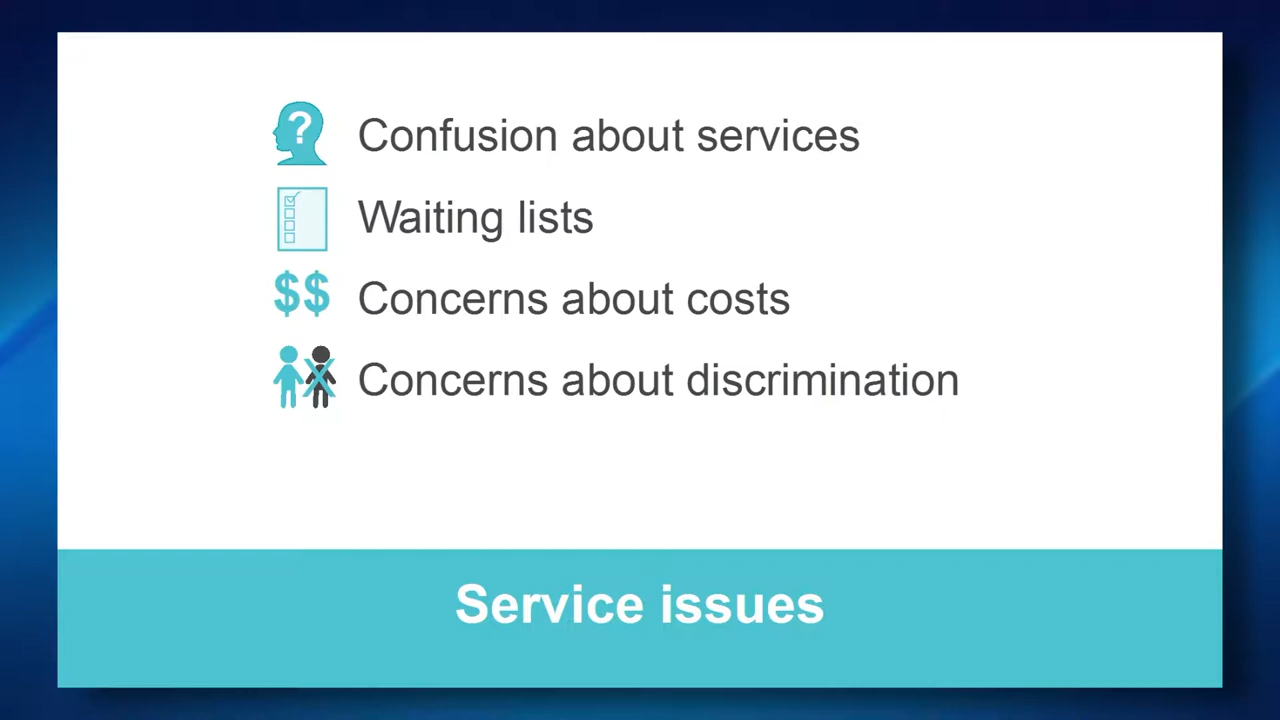 ?
Confusion about services
Waiting lists
$$
Concerns about costs
Concerns about discrimination
Service issues